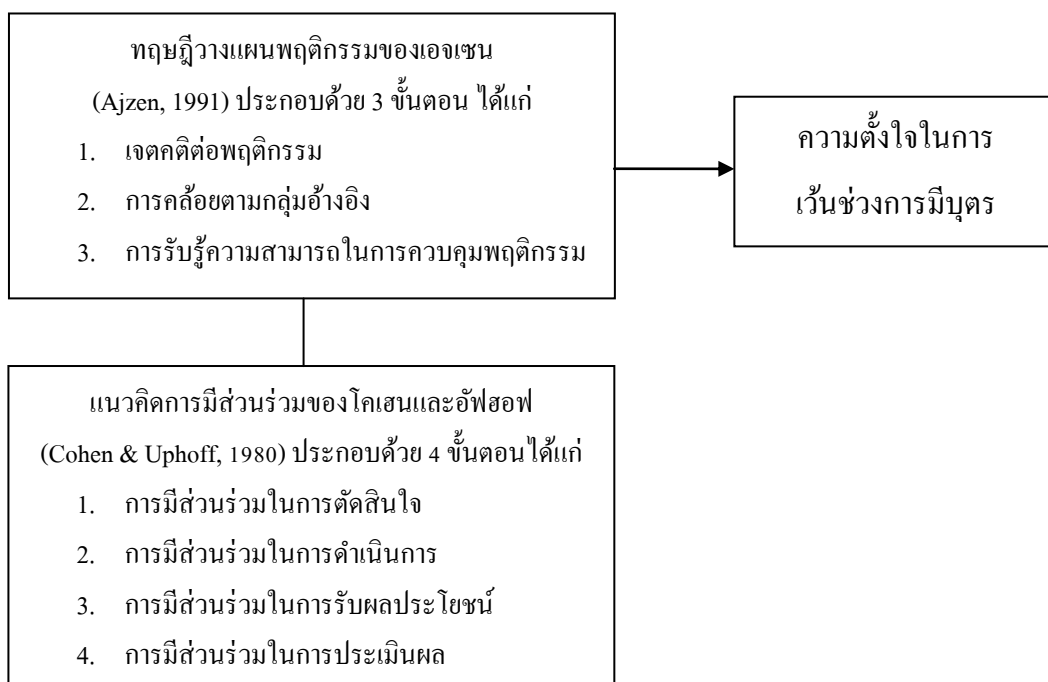 ทฤษฎีวางแผนพฤติกรรมของเอจเซน
(Ajzen, 1991) ประกอบด้วย 3 ขั้นตอน ได้แก่
1. เจตคติต่อพฤติกรรม
2. การคล้อยตามกลุ่มอ้างอิง
3. การรับรู้ความสามารถในการควบคุมพฤติกรรม
ความตั้งใจในการ
เว้นช่วงการมีบุตร
แนวคิดการมีส่วนร่วมของโคเฮนและอัฟฮอฟ
(Cohen & Uphoff, 1980) ประกอบด้วย 4 ขั้นตอนได้แก่
1. การมีส่วนร่วมในการตัดสินใจ
2. การมีส่วนร่วมในการดำเนินการ
3. การมีส่วนร่วมในการรับผลประโยชน์
4. การมีส่วนร่วมในการประเมินผล